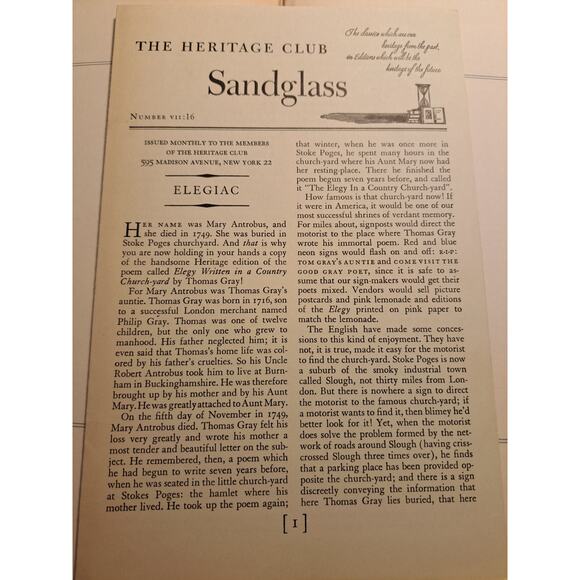 THE HERITAGE CLUB
The classics which are our
heritage from the past,
in Editions which will be the
heritage of the future
Sandglass
NUMBER VII:16
ISSUED MONTHLY TO THE MEMBERS
OF THE HERITAGE CLUB
595 MADISON AVENUE, NEW YORK 22
ELEGIAC
HER NAME was Mary Antrobus, and
she died in 1749. She was buried in
Stoke Poges churchyard. And that is why
you are now holding in your hands a copy
of the handsome Heritage edition of the
poem called Elegy Written in a Country
Church-yard by Thomas Gray!
For Mary Antrobus was Thomas Gray's
auntie. Thomas Gray was born in 1716, son
to a successful London merchant named
Philip Gray. Thomas was one of twelve
children, but the only one who grew to
manhood. His father neglected him; it is
even said that Thomas's home life was col-
ored by his father's cruelties. So his Uncle
Robert Antrobus took him to live at Burn-
ham in Buckinghamshire. He was therefore
brought up by his mother and by his Aunt
Mary. He was greatly attached to Aunt Mary.
On the fifth day of November in 1749,
Mary Antrobus died. Thomas Gray felt his
loss very greatly and wrote his mother a
most tender and beautiful letter on the sub-
ject. He remembered, then, a poem which
he had begun to write seven years before,
when he was seated in the little church-yard
at Stokes Poges: the hamlet where his
mother lived. He took up the poem again;
that winter, when he was once more in
Stoke Poges, he spent many hours in the
church-yard where his Aunt Mary now had
her resting-place. There he finished the
poem begun seven years before, and called
it "The Elegy In a Country Church-yard".
How famous is that church-yard now! If
it were in America, it would be one of our
most successful shrines of verdant memory.
For miles about, signposts would direct the
motorist to the place where Thomas Gray
wrote his immortal poem. Red and blue
neon signs would flash on and off: R·I·P:
TOM GRAY'S AUNTIE and COME VISIT THE
GOOD GRAY POET, since it is safe to as-
sume that our sign-makers would get their
poets mixed. Vendors would sell picture
postcards and pink lemonade and editions
of the Elegy printed on pink paper to
match the lemonade.
The English have made some conces-
sions to this kind of enjoyment. They have
not, it is true, made it easy for the motorist
to find the church-yard. Stoke Poges is now
a suburb of the smoky industrial town
called Slough, not thirty miles from Lon-
don. But there is nowhere a sign to direct
the motorist to the famous church-yard; if
a motorist wants to find it, then blimey he'd
better look for it! Yet, when the motorist
does solve the problem formed by the net-
work of roads around Slough (having criss-
crossed Slough three times over), he finds
that a parking place has been provided op-
posite the church-yard; and there is a sign
discreetly conveying the information that
here Thomas Gray lies buried, that here
[ 1 ]